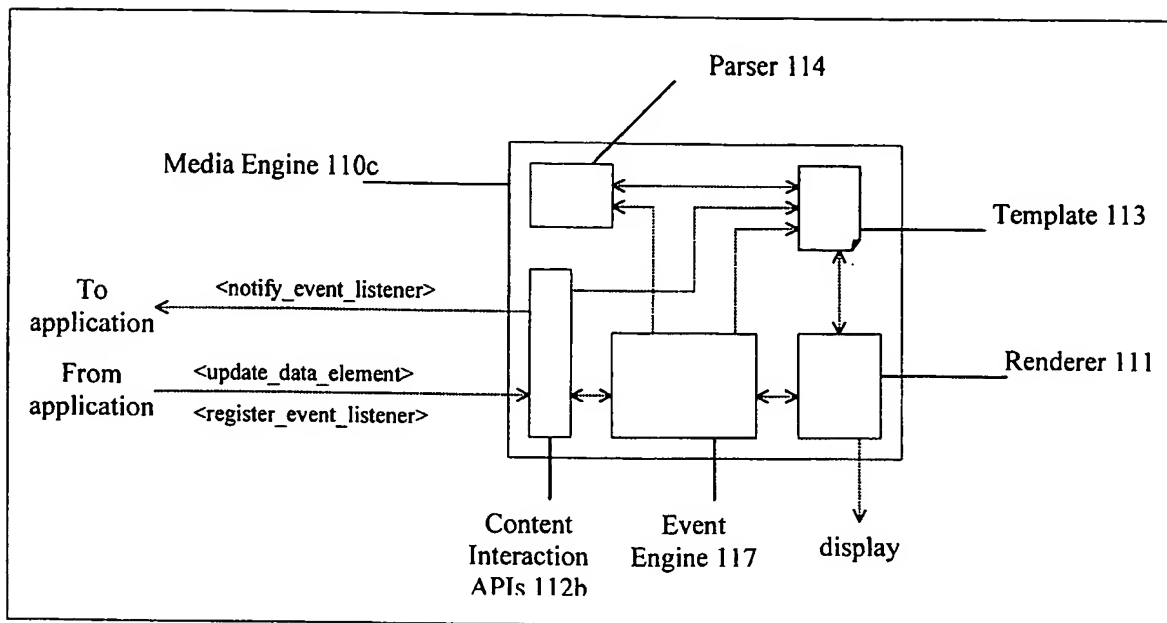 Parser 114
Media Engine 110c
Template 113
To
application
<notify_event_listener>
From
application
<update_data_element>
<register_event_listener>
Renderer 111
Content
Interaction
APIs 112b
Event
Engine 117
display